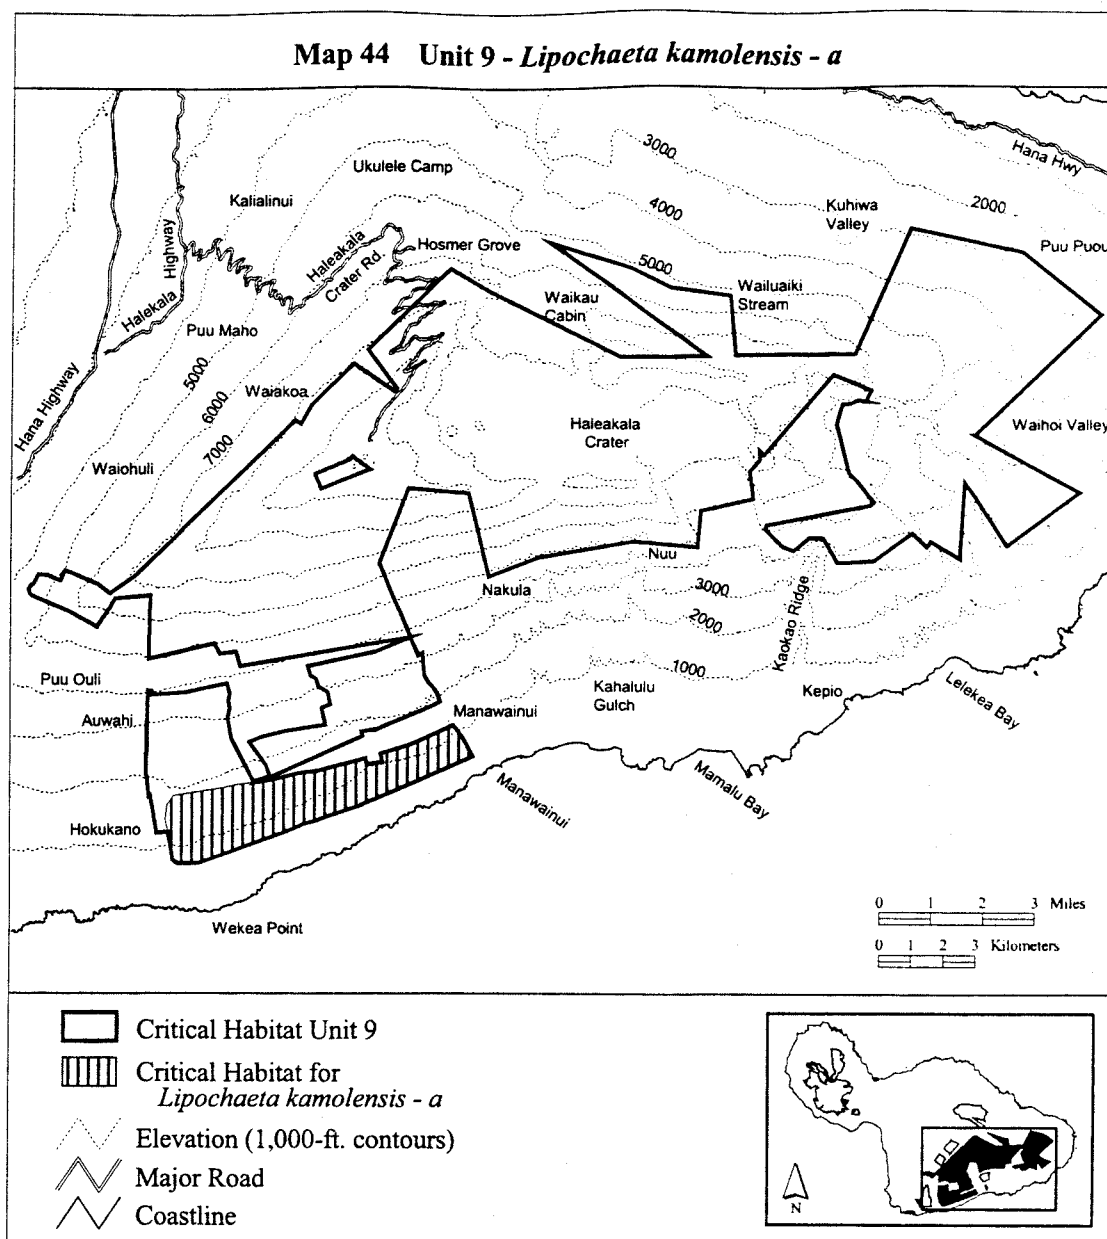 Map 44 Unit 9 - Lipochaeta kamolensis - a
Hana Hwy
3000
Ukulele Camp
2000
Kalialinui
4000
Kuhiwa
Valley
Puu Puou
Hosmer Grove
Haleakala
Crater Rd.
Halekala
Highway
5000
Wailuaiki
Stream
Waikau
Cabin
Puu Maho
5000
6000
7000
Waiakoa
Hana Highway
Haleakala
Crater
Waihoi Valley
Waiohuli
Nuu
Nakula
3000
2000
1000
Kaokao Ridge
Puu Ouli
Kahalulu
Gulch
Kepio
Lelekea Bay
Auwahi
Manawainui
Manawainui
Mamalu Bay
Hokukano
Wekea Point
0 1 2 3 Miles
0 1 2 3 Kilometers
Critical Habitat Unit 9
Critical Habitat for
Lipochaeta kamolensis - a
Elevation (1,000-ft. contours)
Major Road
Coastline
N